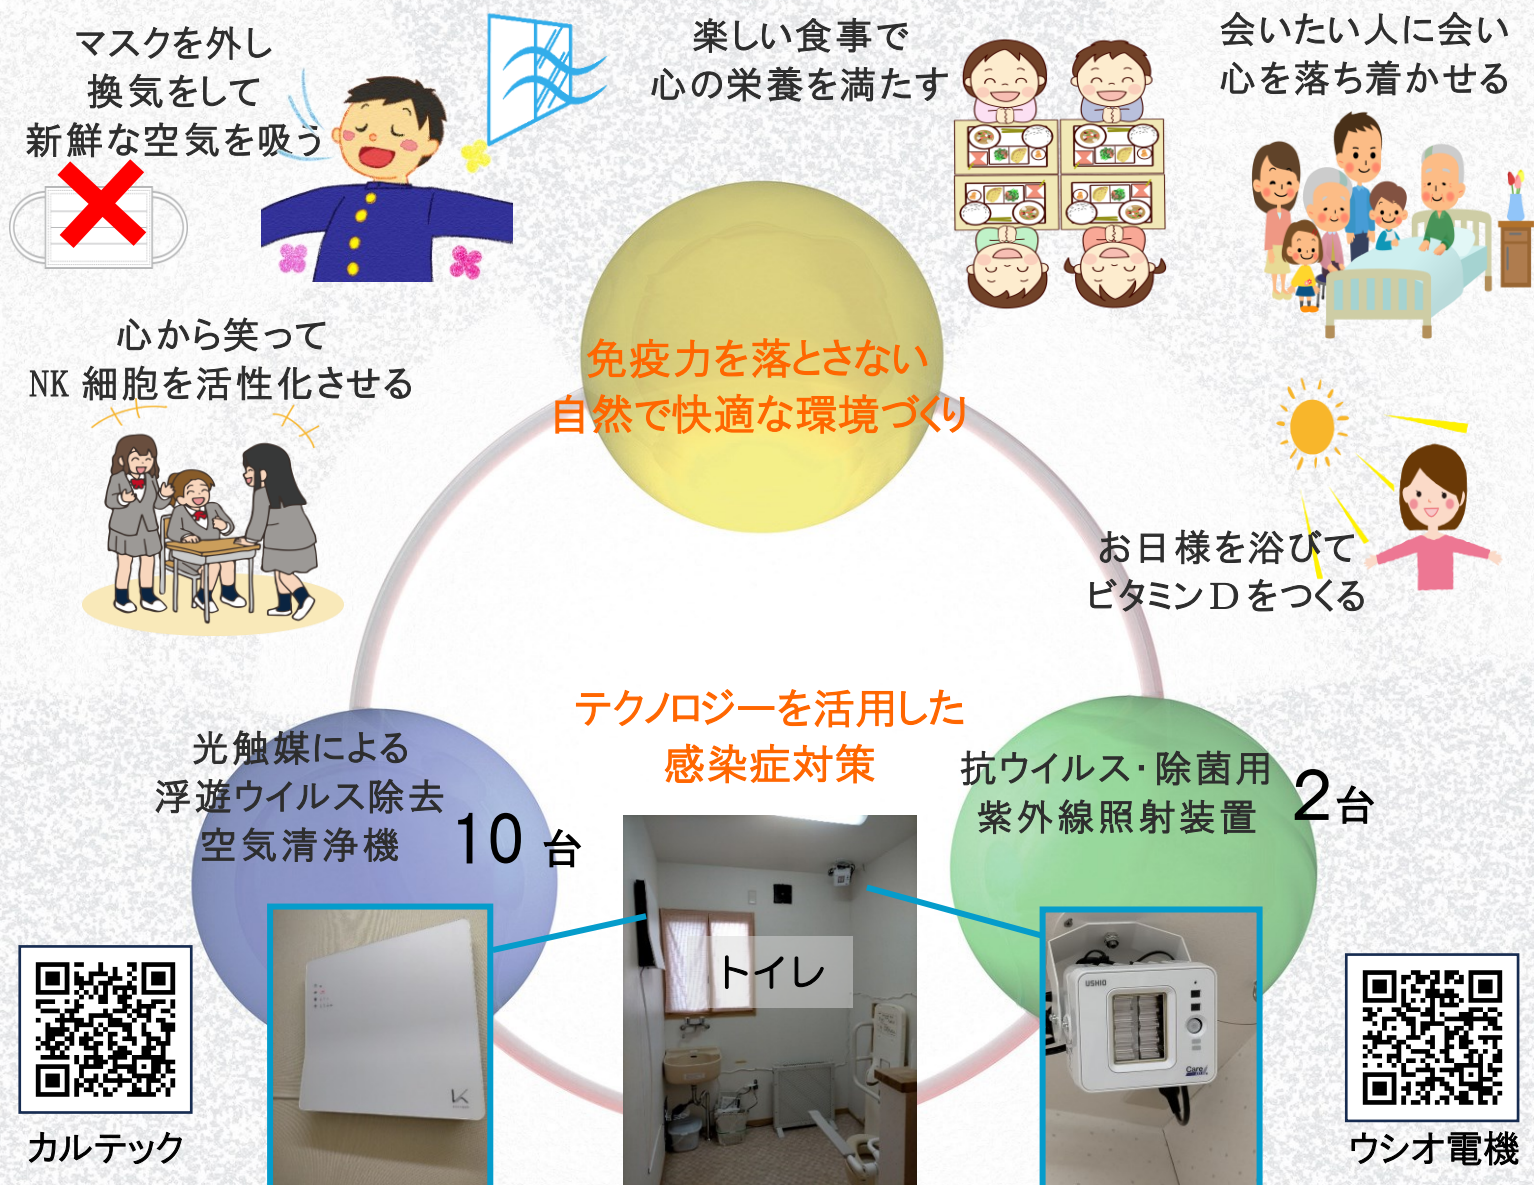 マスクを外し
換気をして
新鮮な空気を吸う
楽しい食事で
心の栄養を満たす
会いたい人に会い
心を落ち着かせる
心から笑って
NK 細胞を活性化させる
免疫力を落とさない
自然で快適な環境づくり
お日様を浴びて
ビタミンDをつくる
テクノロジーを活用した
感染症対策
光触媒による
浮遊ウイルス除去
空気清浄機
10 台
抗ウイルス・除菌用
紫外線照射装置
2台
トイレ
USHIO
Care
カルテック
ウシオ電機